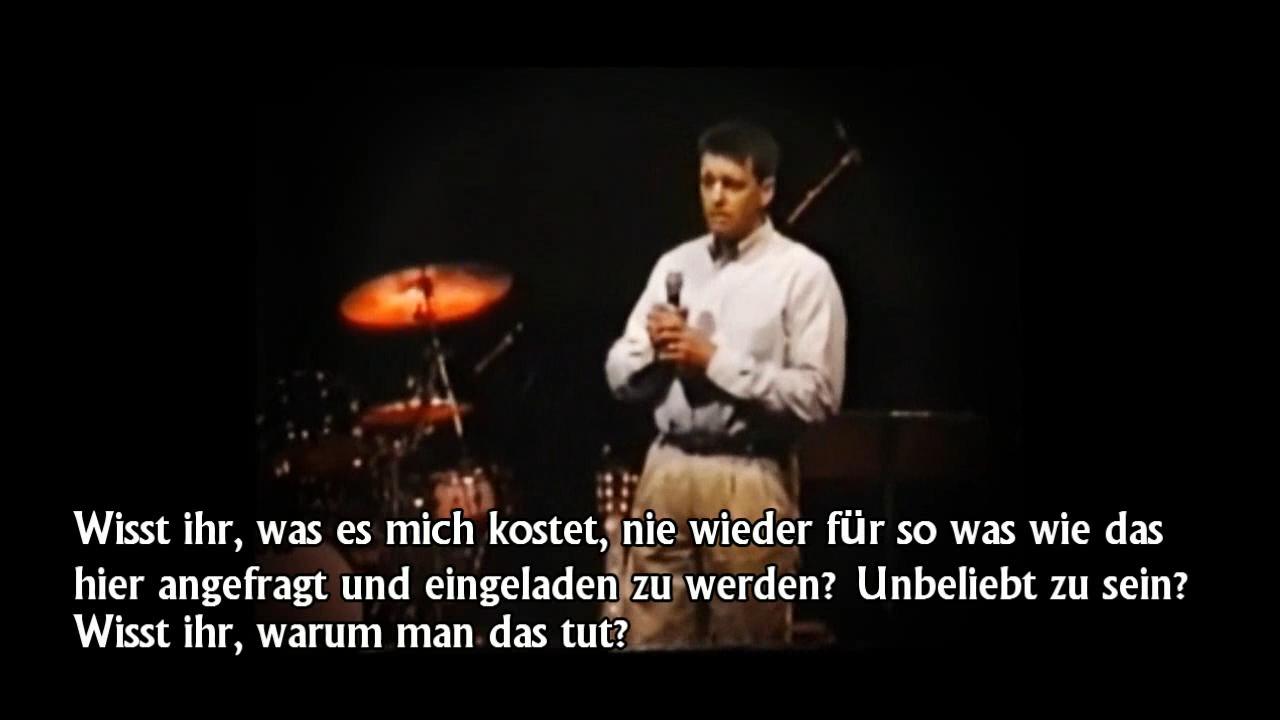 Wisst ihr, was es mich kostet, nie wieder für so was wie das
hier angefragt und eingeladen zu werden? Unbeliebt zu sein?
Wisst ihr, warum man das tut?